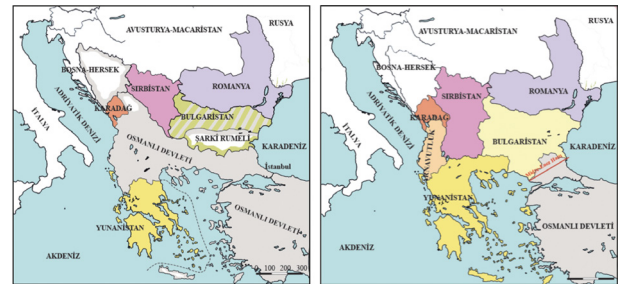 RUSYA
AVUSTURYA-MACARİSTAN
BOSNA-HERSEK
ROMANYA
SIRBİSTAN
KARADAĞ
BULGARİSTAN
ŞARKİ RUMELİ
İTALYA
ADRİYATİK DENİZİ
KARADENİZ
OSMANLI DEVLETİ
İstanbul
OSMANLI DEVLETİ
YUNANİSTAN
AKDENİZ
0 100 200 300
RUSYA
AVUSTURYA-MACARİSTAN
BOSNA-HERSEK
ROMANYA
SIRBİSTAN
KARADAĞ
BULGARİSTAN
İTALYA
ADRİYATİK DENİZİ
KARADENİZ
YUNANİSTAN
OSMANLI DEVLETİ
AKDENİZ